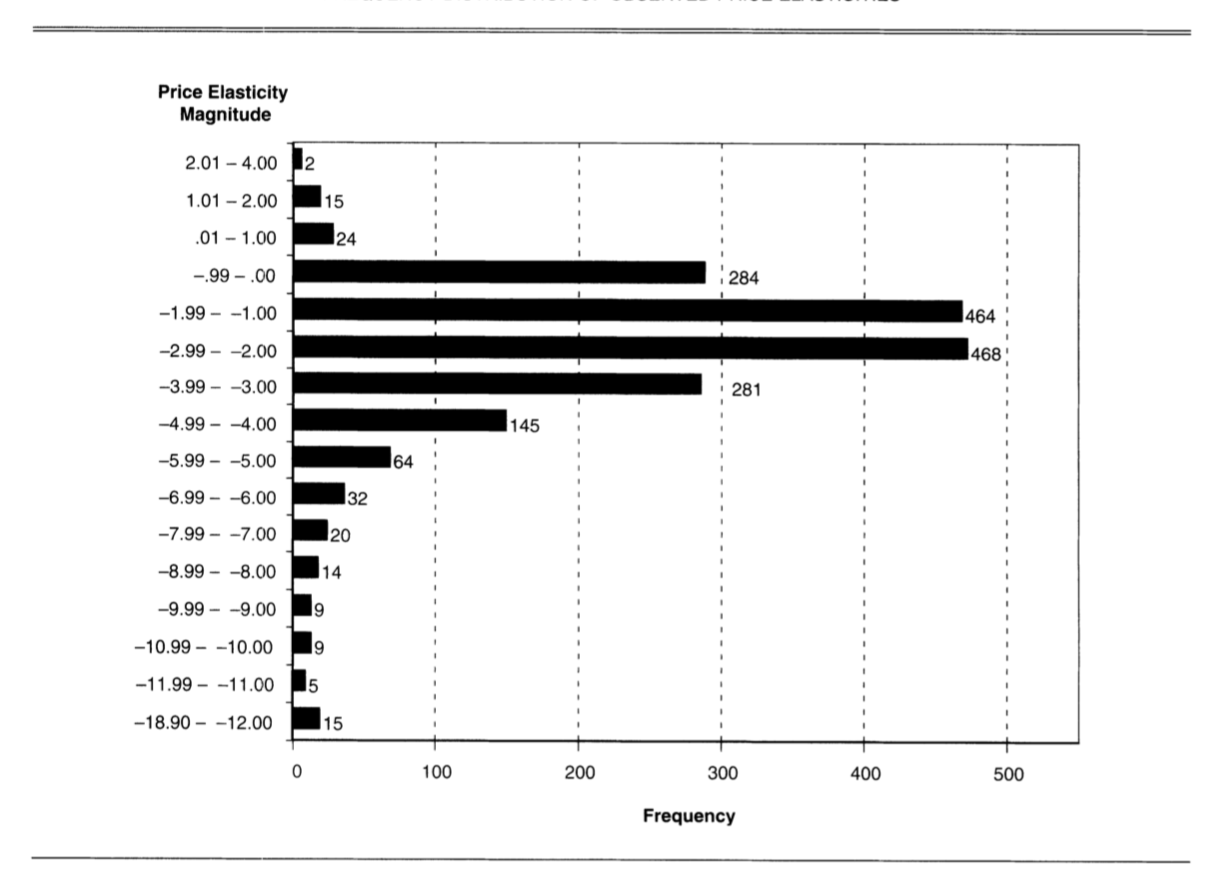 Price Elasticity
Magnitude
2.01 – 4.00 2
1.01 – 2.00 15
.01 – 1.00 24
–.99 – .00 284
–1.99 – –1.00 464
–2.99 – –2.00 468
–3.99 – –3.00 281
–4.99 – –4.00 145
–5.99 – –5.00 64
–6.99 – –6.00 32
–7.99 – –7.00 20
–8.99 – –8.00 14
–9.99 – –9.00 9
–10.99 – –10.00 9
–11.99 – –11.00 5
–18.90 – –12.00 15
0 100 200 300 400 500
Frequency